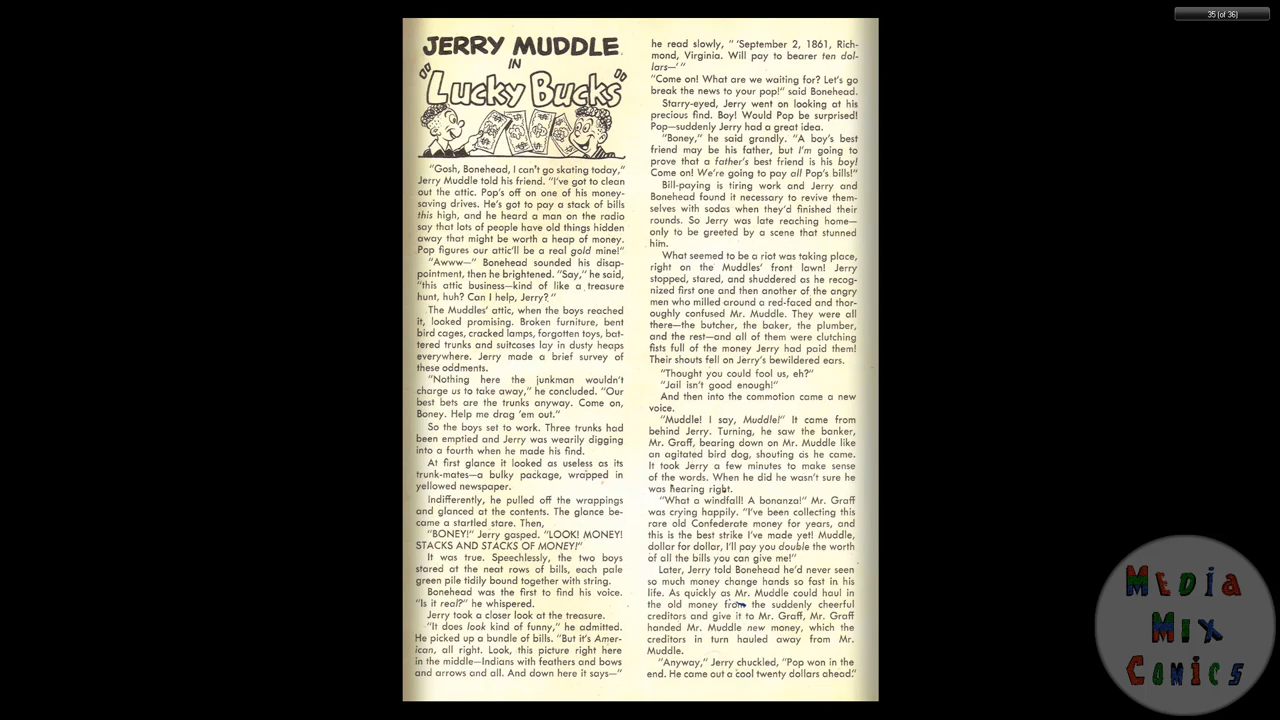 35 (of 36)
JERRY MUDDLE
IN
"Lucky Bucks"
"Gosh, Bonehead, I can't go skating today,"
Jerry Muddle told his friend. "I've got to clean
out the attic. Pop's off on one of his money-
saving drives. He's got to pay a stack of bills
this high, and he heard a man on the radio
say that lots of people have old things hidden
away that might be worth a heap of money.
Pop figures our attic'll be a real gold mine!"
"Awww—" Bonehead sounded his disap-
pointment, then he brightened. "Say," he said,
"this attic business—kind of like a treasure
hunt, huh? Can I help, Jerry?"
The Muddles' attic, when the boys reached
it, looked promising. Broken furniture, bent
bird cages, cracked lamps, forgotten toys, bat-
tered trunks and suitcases lay in dusty heaps
everywhere. Jerry made a brief survey of
these oddments.
"Nothing here the junkman wouldn't
charge us to take away," he concluded. "Our
best bets are the trunks anyway. Come on,
Boney. Help me drag 'em out."
So the boys set to work. Three trunks had
been emptied and Jerry was wearily digging
into a fourth when he made his find.
At first glance it looked as useless as its
trunk-mates—a bulky package, wrapped in
yellowed newspaper.
Indifferently, he pulled off the wrappings
and glanced at the contents. The glance be-
came a startled stare. Then,
"BONEY!" Jerry gasped. "LOOK! MONEY!
STACKS AND STACKS OF MONEY!"
It was true. Speechlessly, the two boys
stared at the neat rows of bills, each pale
green pile tidily bound together with string.
Bonehead was the first to find his voice.
"Is it real?" he whispered.
Jerry took a closer look at the treasure.
"It does look kind of funny," he admitted.
He picked up a bundle of bills. "But it's Amer-
ican, all right. Look, this picture right here
in the middle—Indians with feathers and bows
and arrows and all. And down here it says—"
he read slowly, " 'September 2, 1861, Rich-
mond, Virginia. Will pay to bearer ten dol-
lars—' "
"Come on! What are we waiting for? Let's go
break the news to your pop!" said Bonehead.
Starry-eyed, Jerry went on looking at his
precious find. Boy! Would Pop be surprised!
Pop—suddenly Jerry had a great idea.
"Boney," he said grandly. "A boy's best
friend may be his father, but I'm going to
prove that a father's best friend is his boy!
Come on! We're going to pay all Pop's bills!"
Bill-paying is tiring work and Jerry and
Bonehead found it necessary to revive them-
selves with sodas when they'd finished their
rounds. So Jerry was late reaching home—
only to be greeted by a scene that stunned
him.
What seemed to be a riot was taking place,
right on the Muddles' front lawn! Jerry
stopped, stared, and shuddered as he recog-
nized first one and then another of the angry
men who milled around a red-faced and thor-
oughly confused Mr. Muddle. They were all
there—the butcher, the baker, the plumber,
and the rest—and all of them were clutching
fists full of the money Jerry had paid them!
Their shouts fell on Jerry's bewildered ears.
"Thought you could fool us, eh?"
"Jail isn't good enough!"
And then into the commotion came a new
voice.
"Muddle! I say, Muddle!" It came from
behind Jerry. Turning, he saw the banker,
Mr. Graff, bearing down on Mr. Muddle like
an agitated bird dog, shouting as he came.
It took Jerry a few minutes to make sense
of the words. When he did he wasn't sure he
was hearing right.
"What a windfall! A bonanza!" Mr. Graff
was crying happily. "I've been collecting this
rare old Confederate money for years, and
this is the best strike I've made yet! Muddle,
dollar for dollar, I'll pay you double the worth
of all the bills you can give me!"
Later, Jerry told Bonehead he'd never seen
so much money change hands so fast in his
life. As quickly as Mr. Muddle could haul in
the old money from the suddenly cheerful
creditors and give it to Mr. Graff, Mr. Graff
handed Mr. Muddle new money, which the
creditors in turn hauled away from Mr.
Muddle.
"Anyway," Jerry chuckled, "Pop won in the
end. He came out a cool twenty dollars ahead."
MEDia
Mix
COMICS